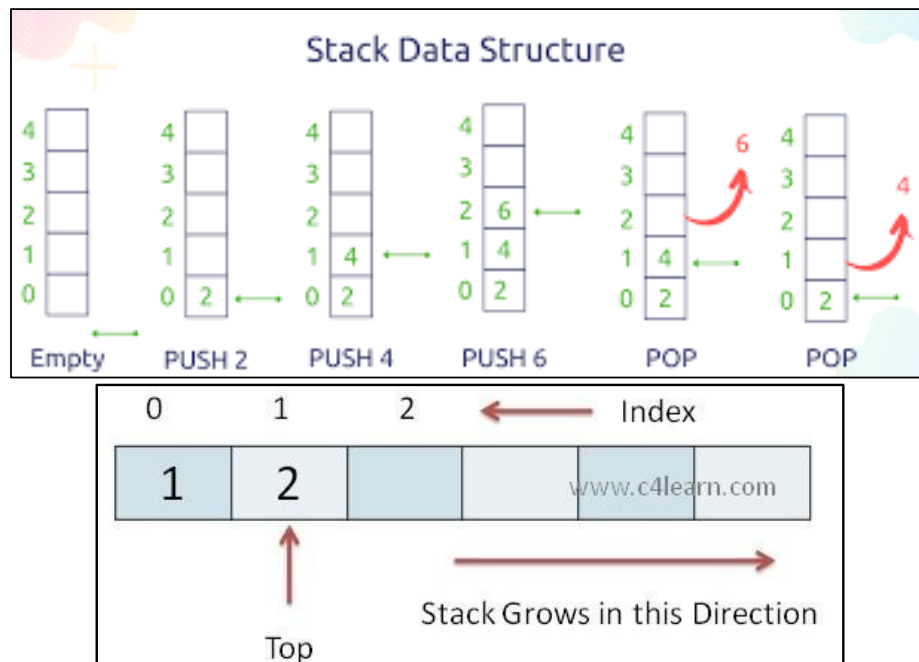 Stack Data Structure
4 4 4 4 4 4
3 3 3 3 3 3
2 2 2 2 6 2 2
1 1 1 4 1 4 1 4 1
0 0 2 0 2 0 2 0 2 0 2
6
4
Empty PUSH 2 PUSH 4 PUSH 6 POP POP
0 1 2 Index
1 2 www.c4learn.com
Stack Grows in this Direction
Top